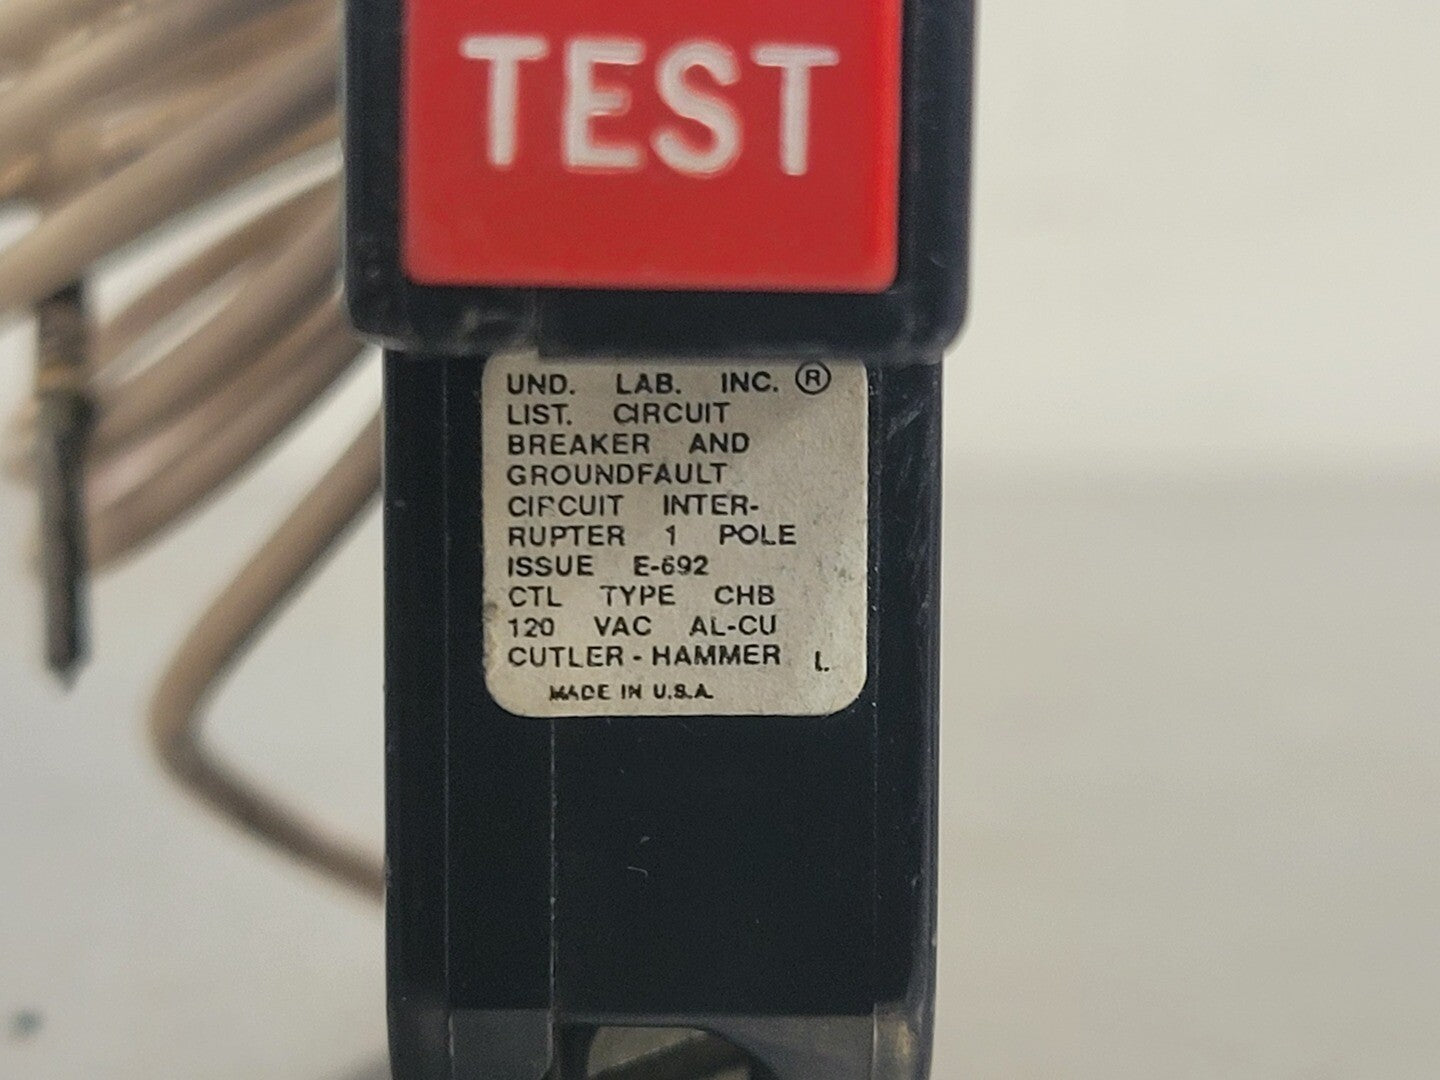 TEST
UND. LAB. INC. ®
LIST. CIRCUIT
BREAKER AND
GROUNDFAULT
CIRCUIT INTER-
RUPTER 1 POLE
ISSUE E-692
CTL TYPE CHB
120 VAC AL-CU
CUTLER-HAMMER L
MADE IN U.S.A.